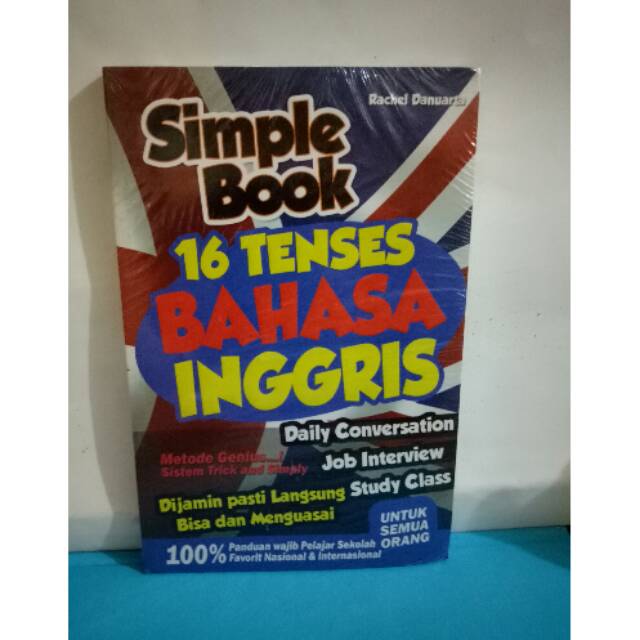 Rachel Danuarta
Simple
Book
16 TENSES
BAHASA
INGGRIS
Daily Conversation
Job Interview
Study Class
Metode Genius...!
Sistem Trick and Simply
Dijamin pasti Langsung
Bisa dan Menguasai
UNTUK
SEMUA
ORANG
100% Panduan wajib Pelajar Sekolah
Favorit Nasional & Internasional